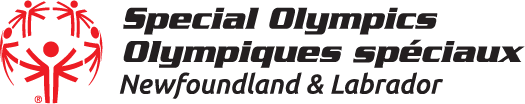 Special Olympics
Olympiques spéciaux
Newfoundland & Labrador
®